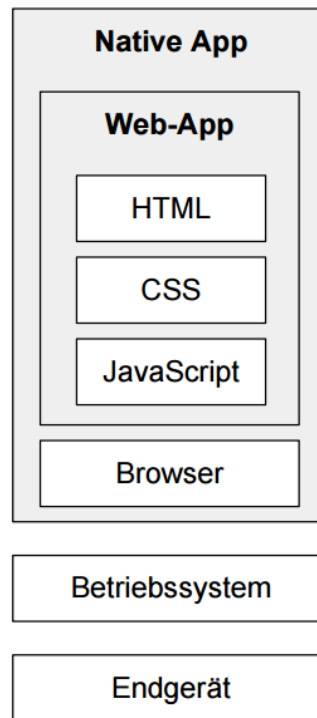 Native App
Web-App
HTML
CSS
JavaScript
Browser
Betriebssystem
Endgerät